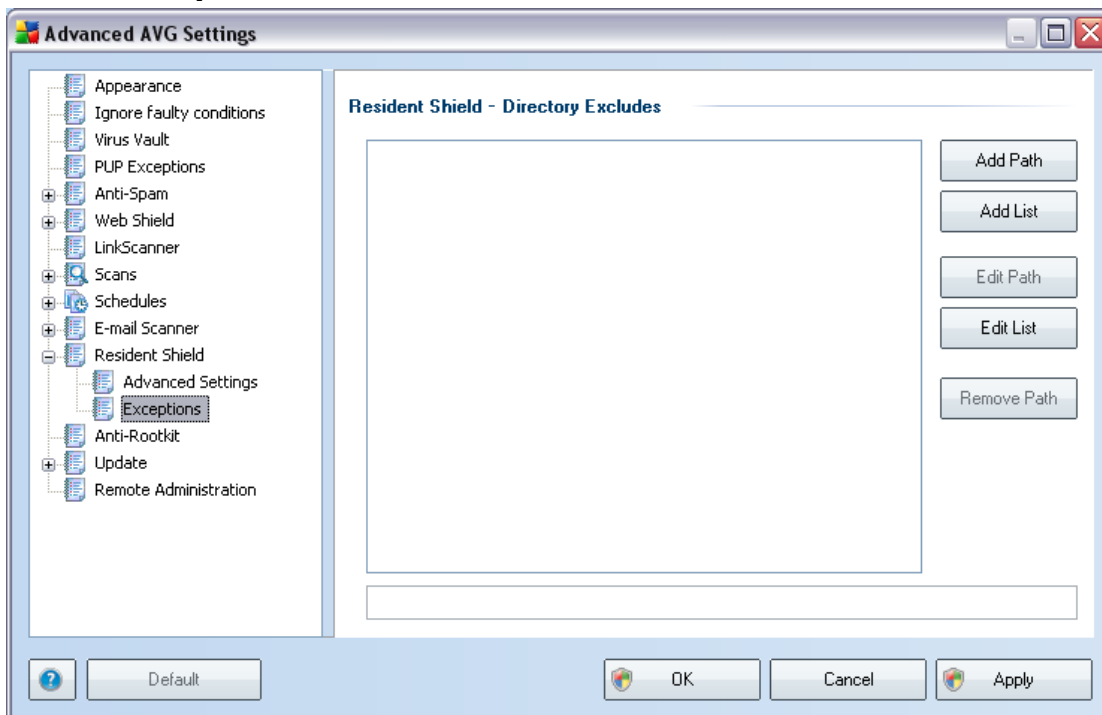 Advanced AVG Settings
Appearance
Ignore faulty conditions
Virus Vault
PUP Exceptions
Anti-Spam
Web Shield
LinkScanner
Scans
Schedules
E-mail Scanner
Resident Shield
Advanced Settings
Exceptions
Anti-Rootkit
Update
Remote Administration
Resident Shield - Directory Excludes
Add Path
Add List
Edit Path
Edit List
Remove Path
Default
OK
Cancel
Apply